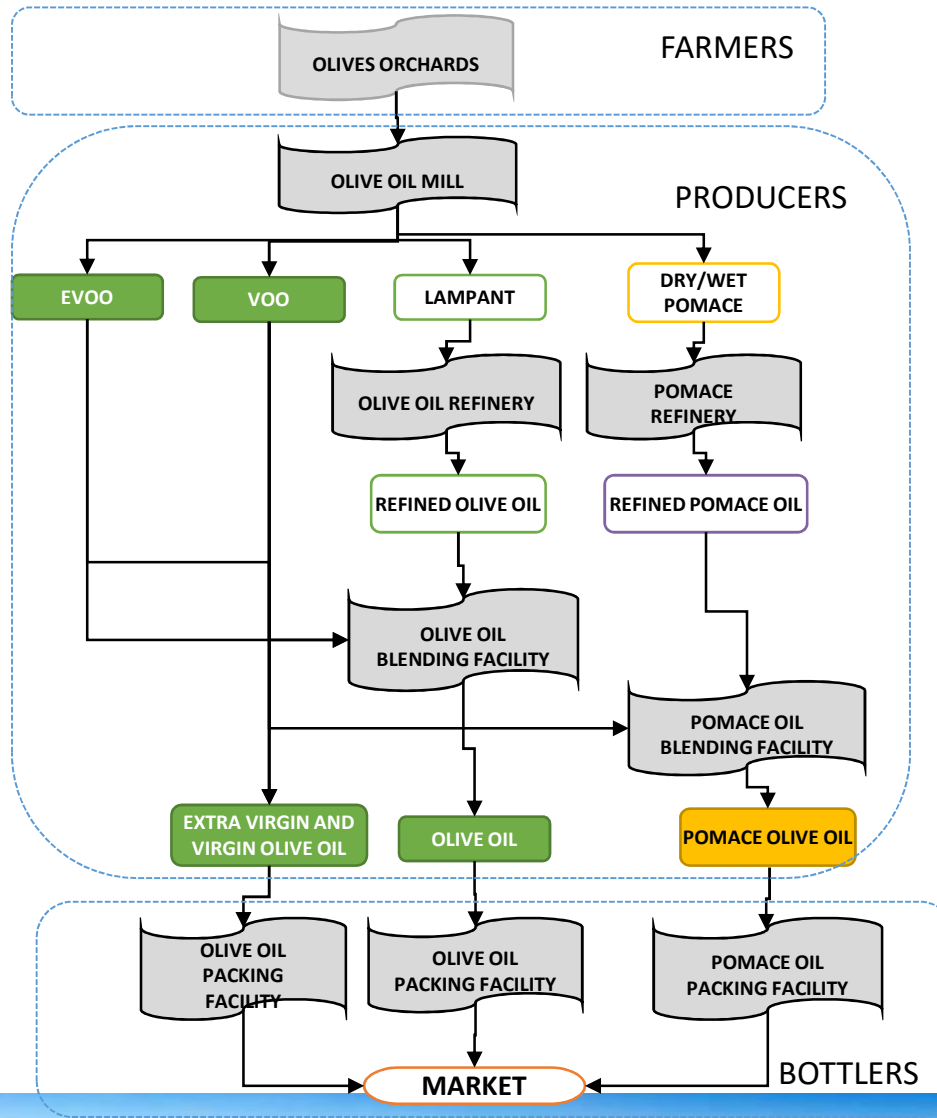 FARMERS
OLIVES ORCHARDS
OLIVE OIL MILL
PRODUCERS
EVOO
VOO
LAMPANT
DRY/WET
POMACE
OLIVE OIL REFINERY
POMACE
REFINERY
REFINED OLIVE OIL
REFINED POMACE OIL
OLIVE OIL
BLENDING FACILITY
POMACE OIL
BLENDING FACILITY
EXTRA VIRGIN AND
VIRGIN OLIVE OIL
OLIVE OIL
POMACE OLIVE OIL
OLIVE OIL
PACKING
FACILITY
OLIVE OIL
PACKING FACILITY
POMACE OIL
PACKING FACILITY
BOTTLERS
MARKET